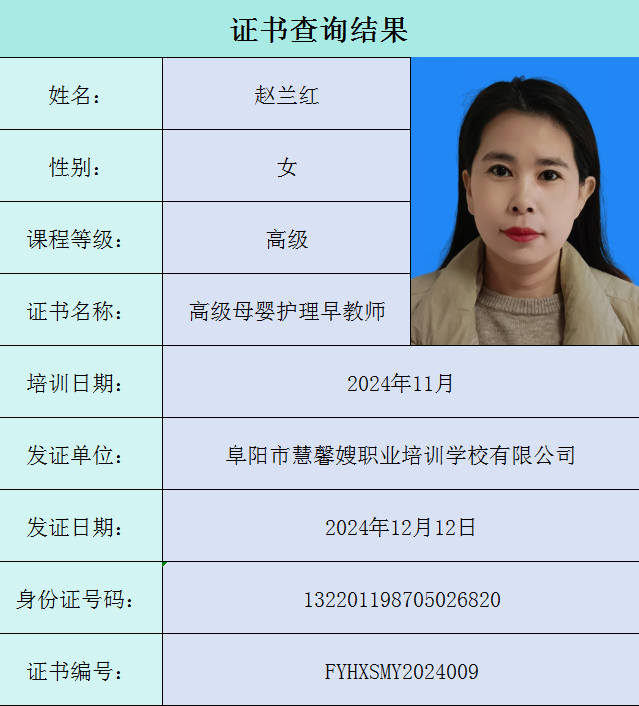 证书查询结果
姓名： 赵兰红
性别： 女
课程等级： 高级
证书名称： 高级母婴护理早教师
培训日期： 2024年11月
发证单位： 阜阳市慧馨嫂职业培训学校有限公司
发证日期： 2024年12月12日
身份证号码： 132201198705026820
证书编号： FYHXSMY2024009